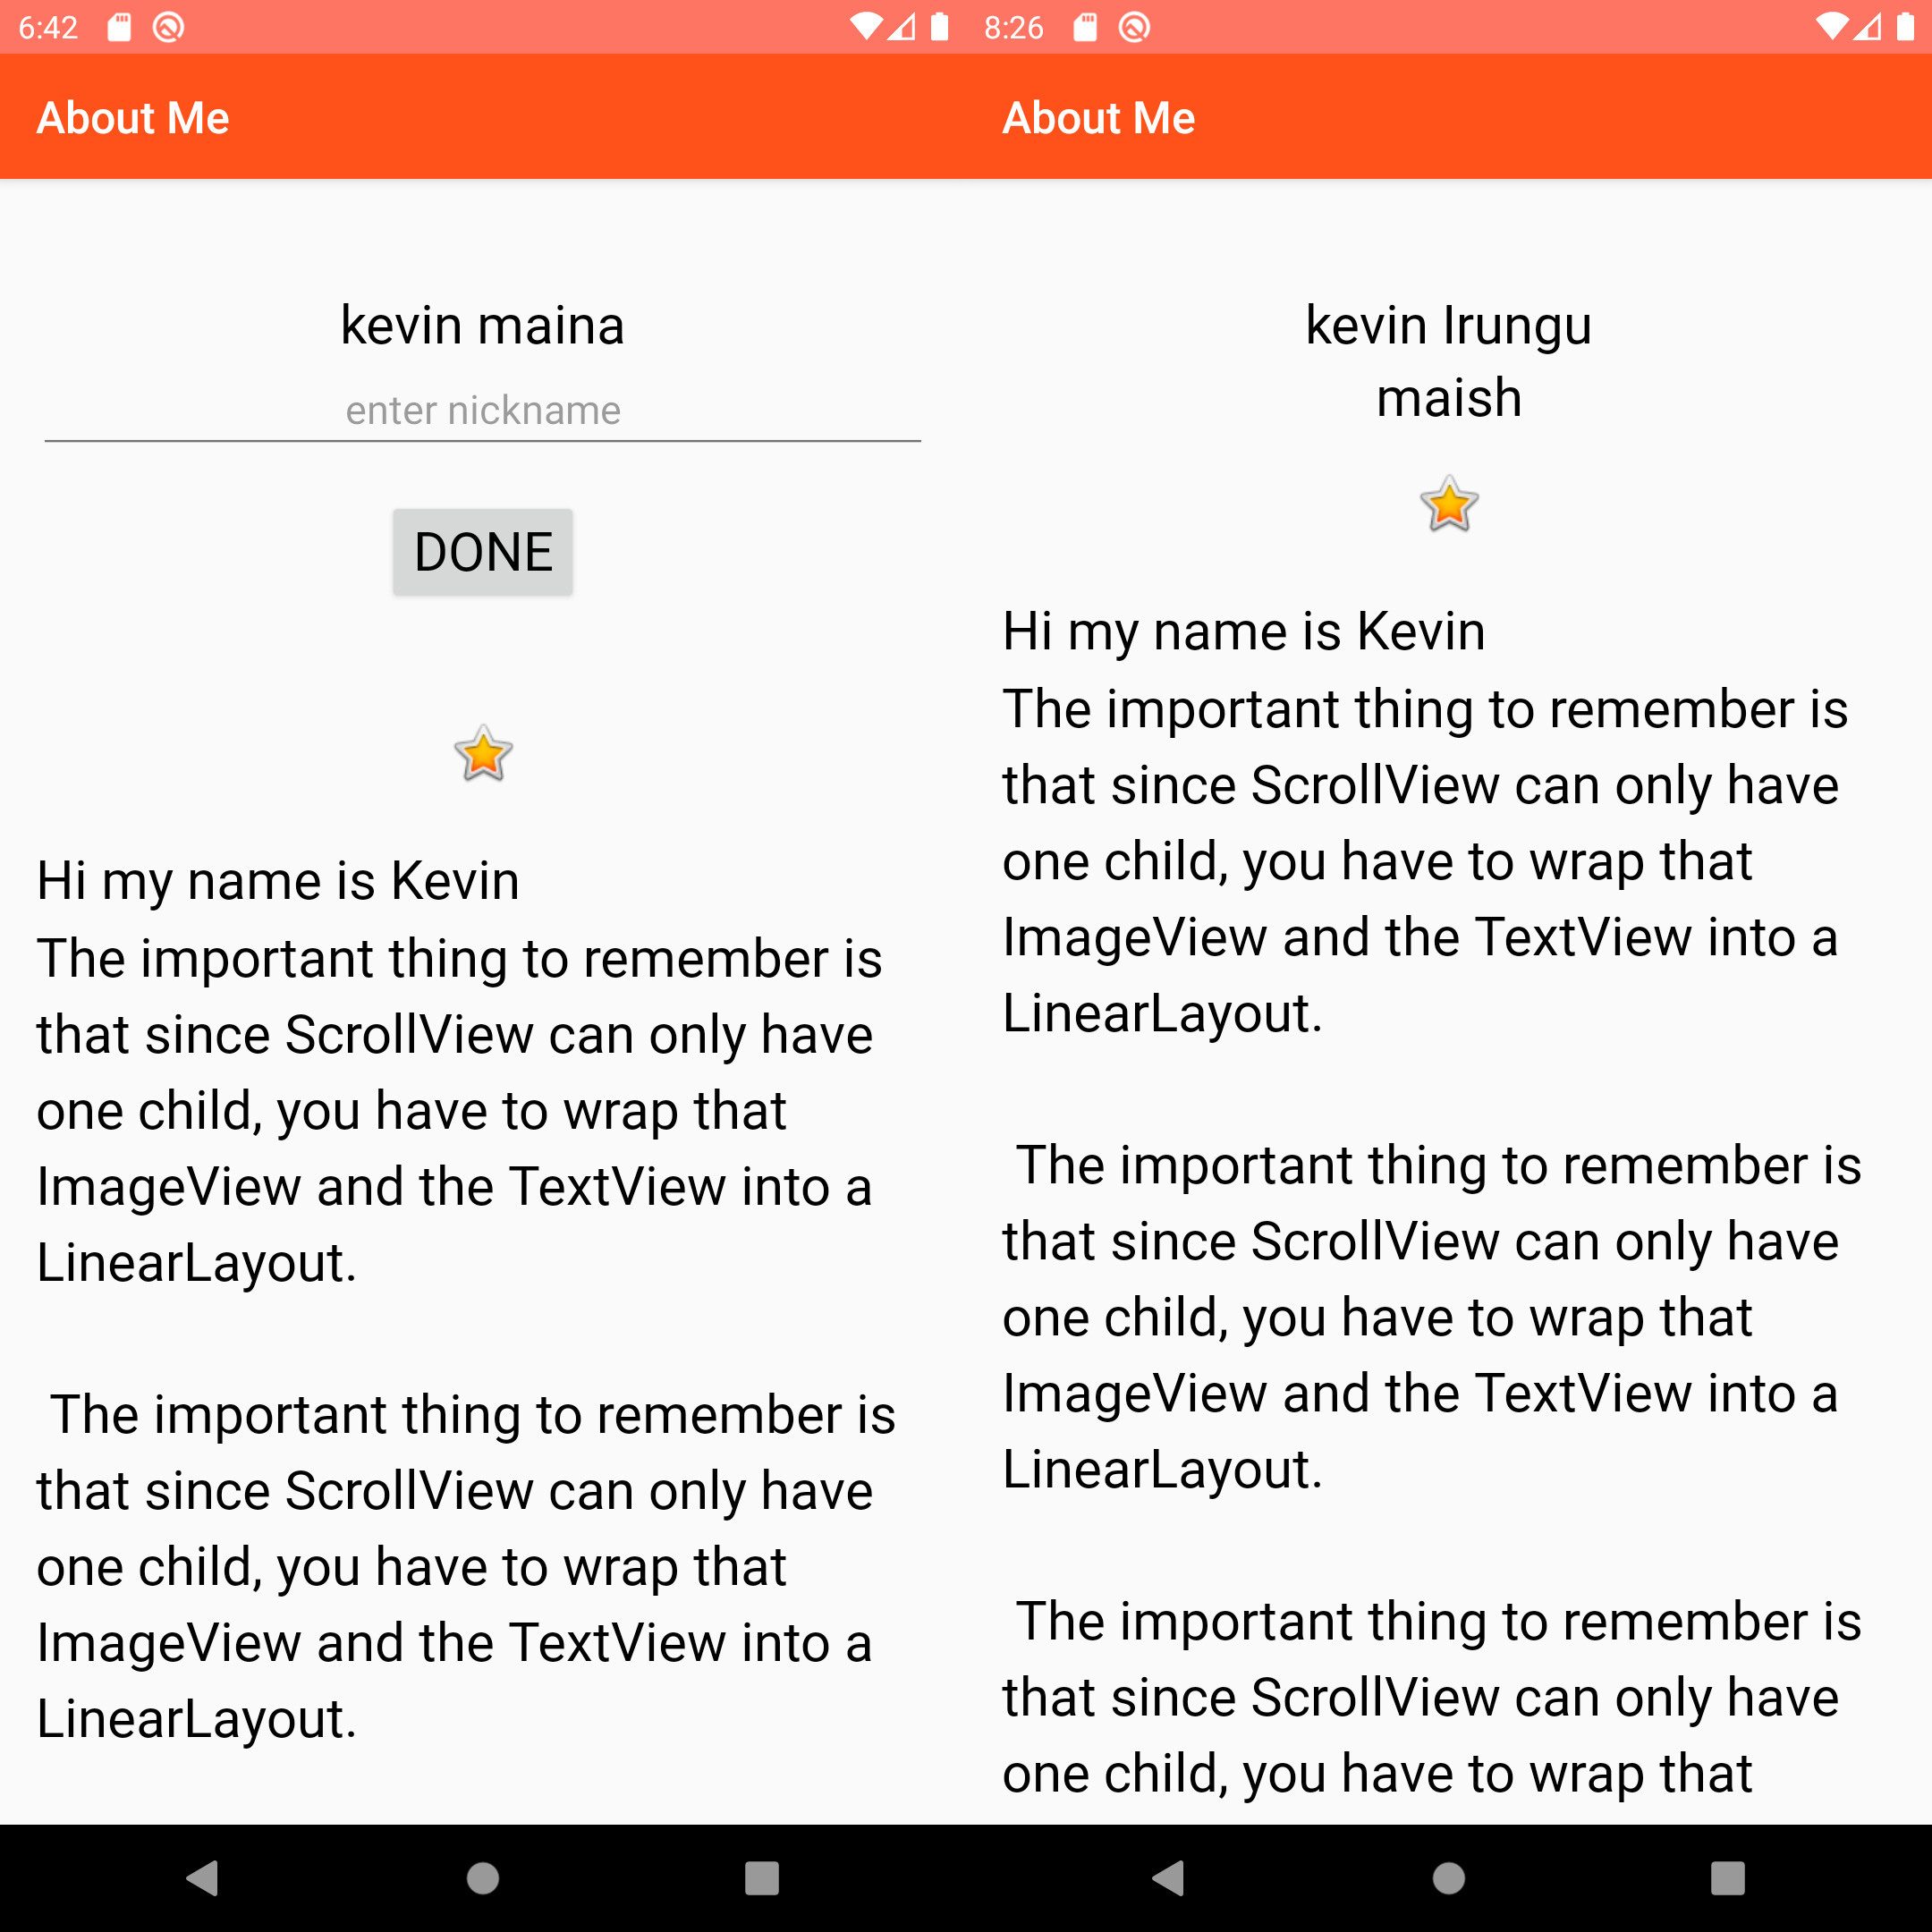 6:42
About Me
kevin maina
enter nickname
DONE
Hi my name is Kevin
The important thing to remember is
that since ScrollView can only have
one child, you have to wrap that
ImageView and the TextView into a
LinearLayout.
The important thing to remember is
that since ScrollView can only have
one child, you have to wrap that
ImageView and the TextView into a
LinearLayout.
8:26
About Me
kevin Irungu
maish
Hi my name is Kevin
The important thing to remember is
that since ScrollView can only have
one child, you have to wrap that
ImageView and the TextView into a
LinearLayout.
The important thing to remember is
that since ScrollView can only have
one child, you have to wrap that
ImageView and the TextView into a
LinearLayout.
The important thing to remember is
that since ScrollView can only have
one child, you have to wrap that